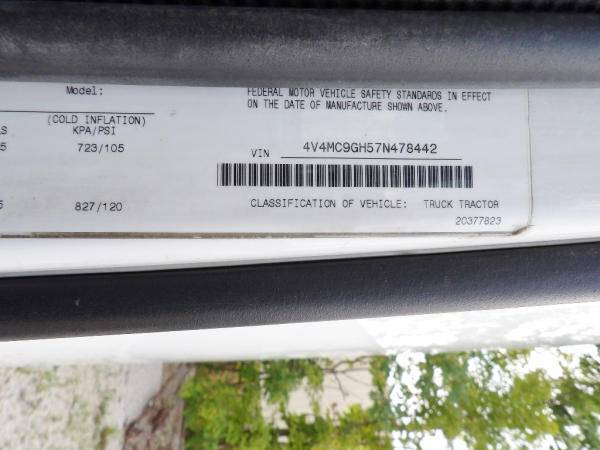 Model:
FEDERAL MOTOR VEHICLE SAFETY STANDARDS IN EFFECT
ON THE DATE OF MANUFACTURE SHOWN ABOVE.
(COLD INFLATION)
KPA/PSI
723/105
VIN 4V4MC9GH57N478442
827/120
CLASSIFICATION OF VEHICLE: TRUCK TRACTOR
20377823